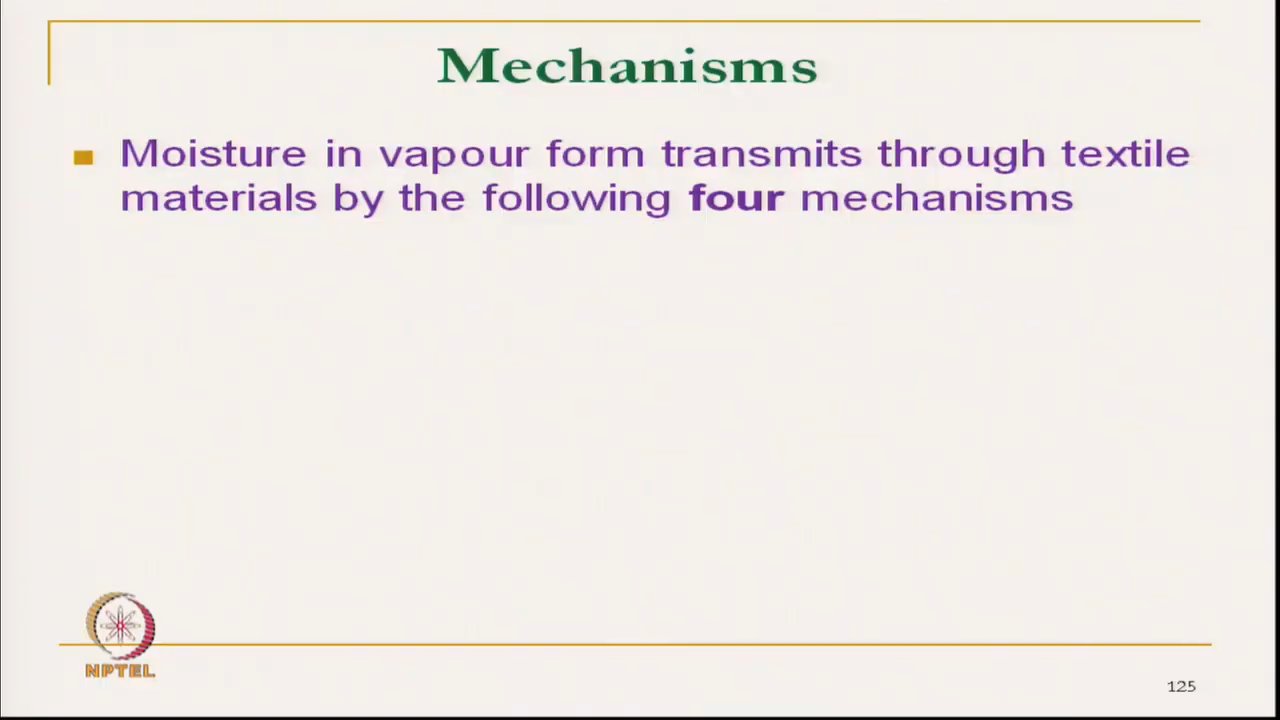 Mechanisms
Moisture in vapour form transmits through textile
materials by the following four mechanisms
NPTEL
125